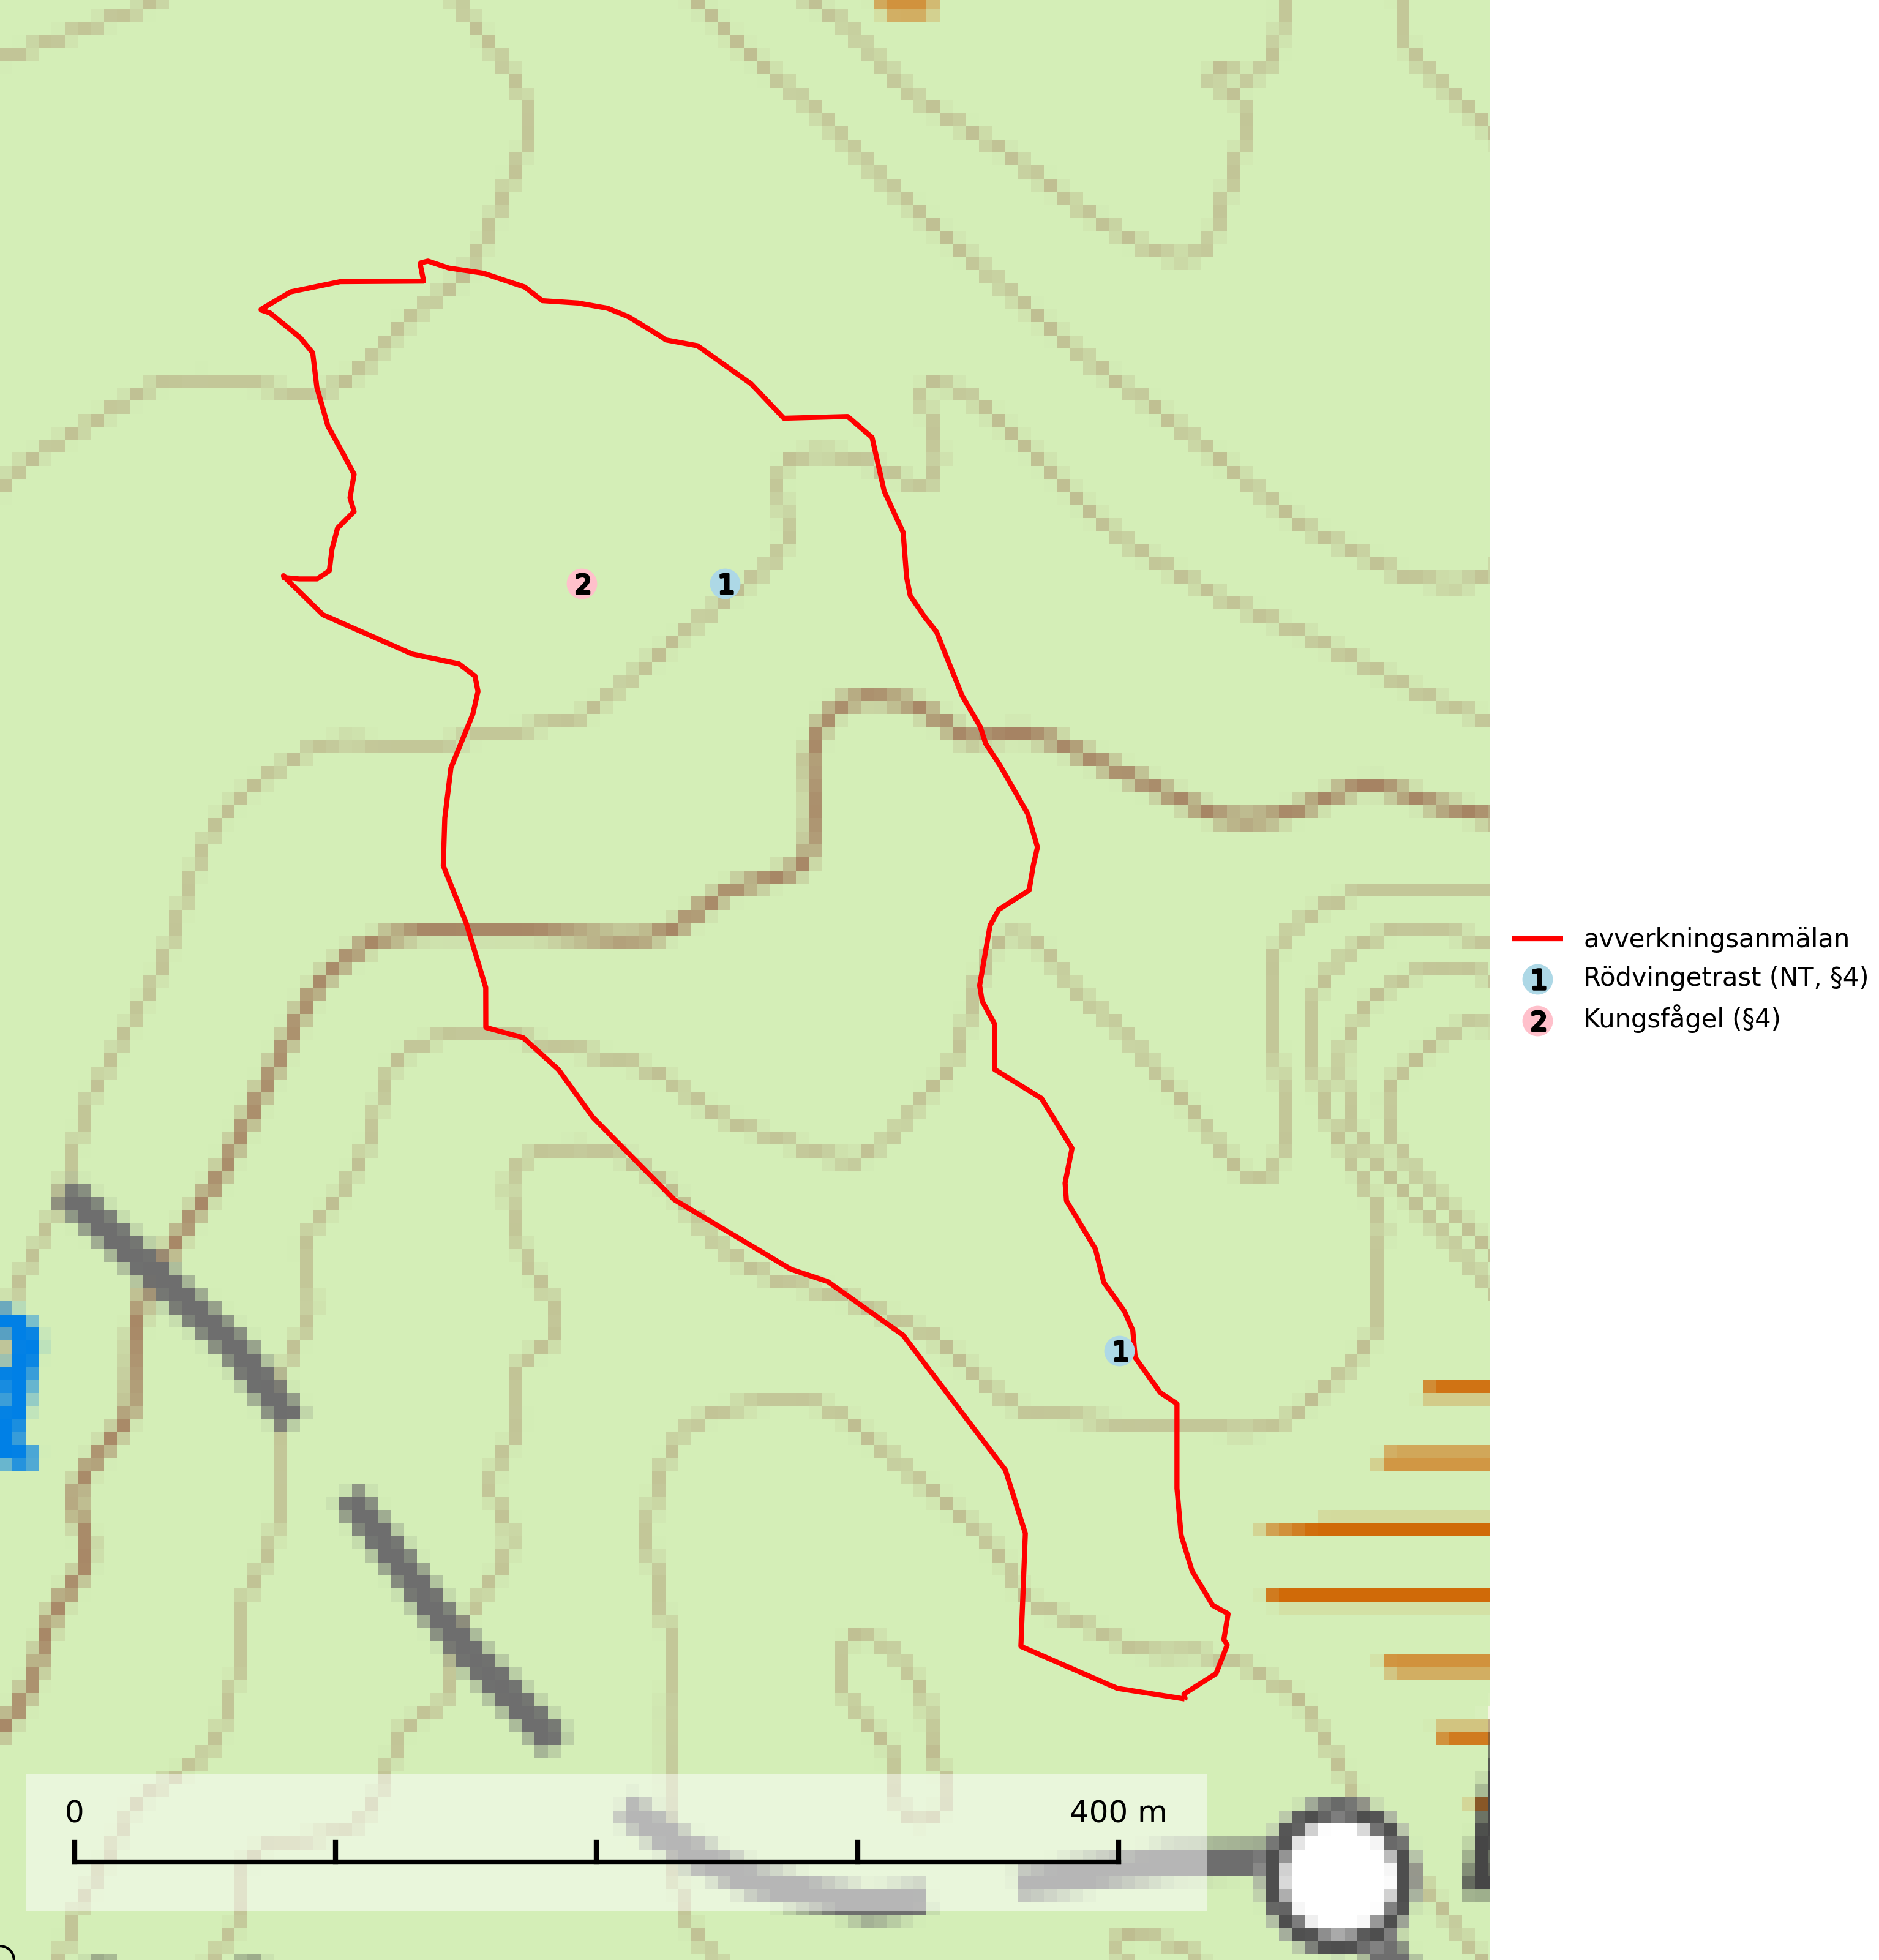 2 1
avverkningsanmälan
1 Rödvingetrast (NT, §4)
2 Kungsfågel (§4)
1
0 400 m